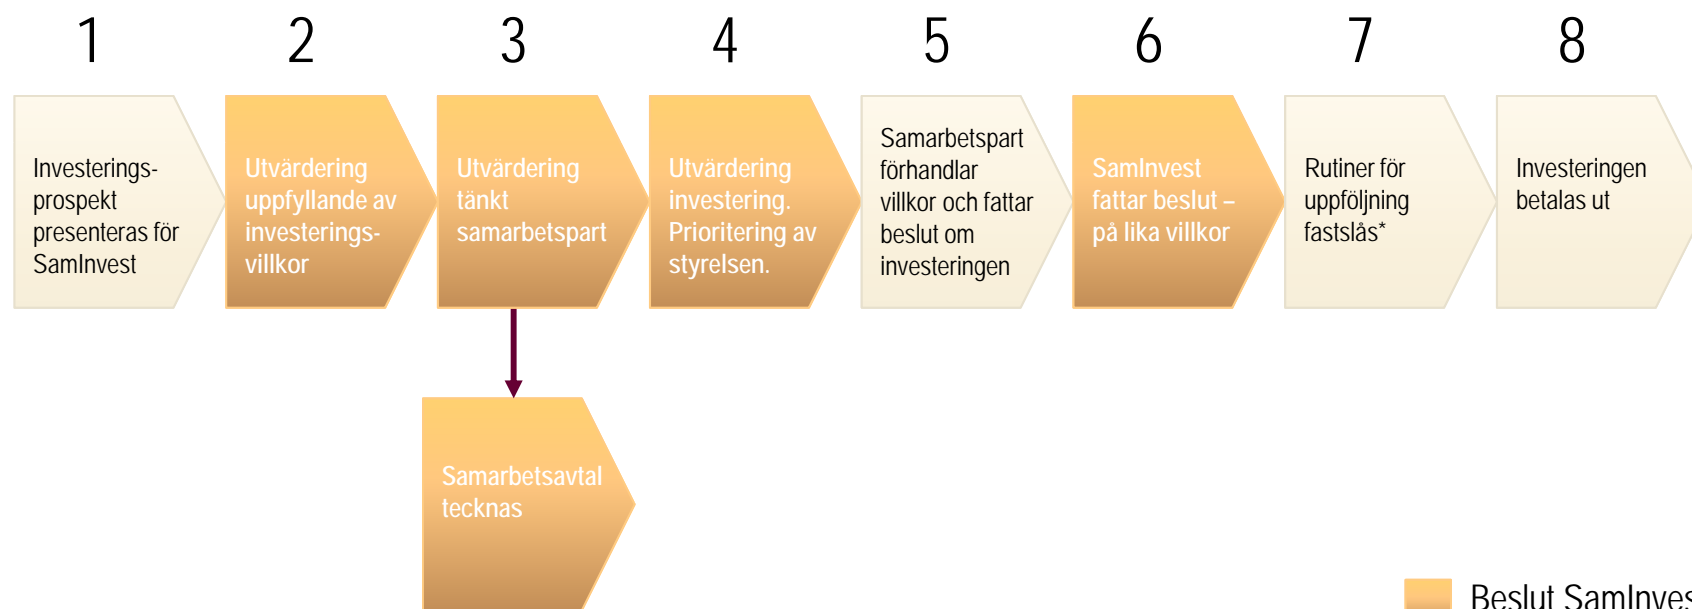 1
2
3
4
5
6
7
8
Investerings-
prospekt
presenteras för
SamInvest
Utvärdering
uppfyllande av
investerings-
villkor
Utvärdering
tänkt
samarbetspart
Utvärdering
investering.
Prioritering av
styrelsen.
Samarbetspart
förhandlar
villkor och fattar
beslut om
investeringen
SamInvest
fattar beslut –
på lika villkor
Rutiner för
uppföljning
fastslås*
Investeringen
betalas ut
Samarbetsavtal
tecknas
Beslut SamInves